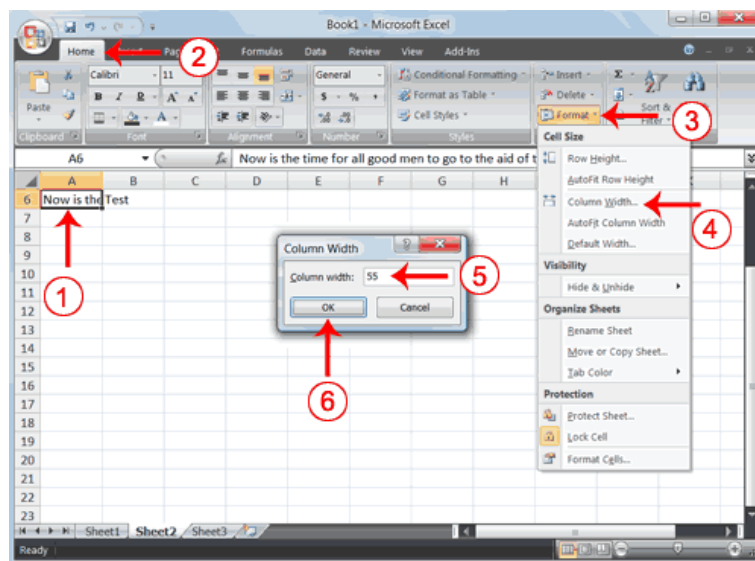 Book1 - Microsoft Excel
Home
2
Formulas
Data
Review
View
Add-Ins
Paste
Clipboard
Calibri
11
B I U
A A
A
Font
Alignment
General
$ - % ,
Number
Conditional Formatting
Format as Table
Cell Styles
Styles
Insert
Delete
Format
Σ
Sort &
Filter
3
A6
fx
Now is the time for all good men to go to the aid of t
A B C D E F G H
6 Now is the Test
7
8
9
10
11
12
13
14
15
16
17
18
19
20
21
22
23
1
Column Width
?
Column width: 55
5
OK
Cancel
6
Cell Size
Row Height...
AutoFit Row Height
Column Width...
4
AutoFit Column Width
Default Width...
Visibility
Hide & Unhide
Organize Sheets
Rename Sheet
Move or Copy Sheet...
Tab Color
Protection
Protect Sheet...
Lock Cell
Format Cells...
Sheet1 Sheet2 Sheet3
Ready